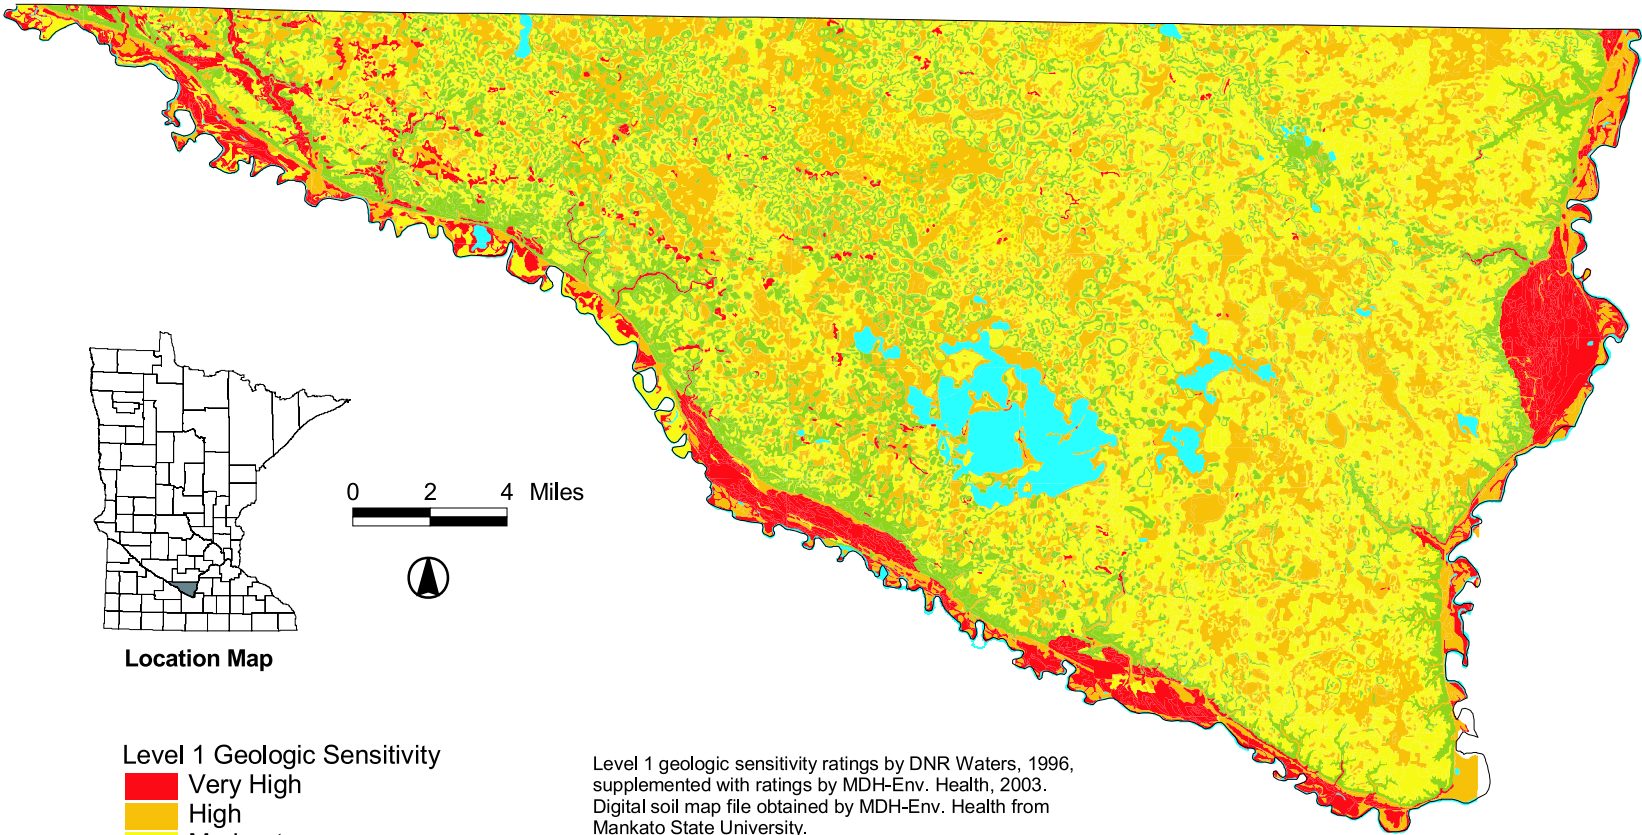 0 2 4 Miles
Location Map
Level 1 Geologic Sensitivity
Very High
High
Level 1 geologic sensitivity ratings by DNR Waters, 1996,
supplemented with ratings by MDH-Env. Health, 2003.
Digital soil map file obtained by MDH-Env. Health from
Mankato State University.